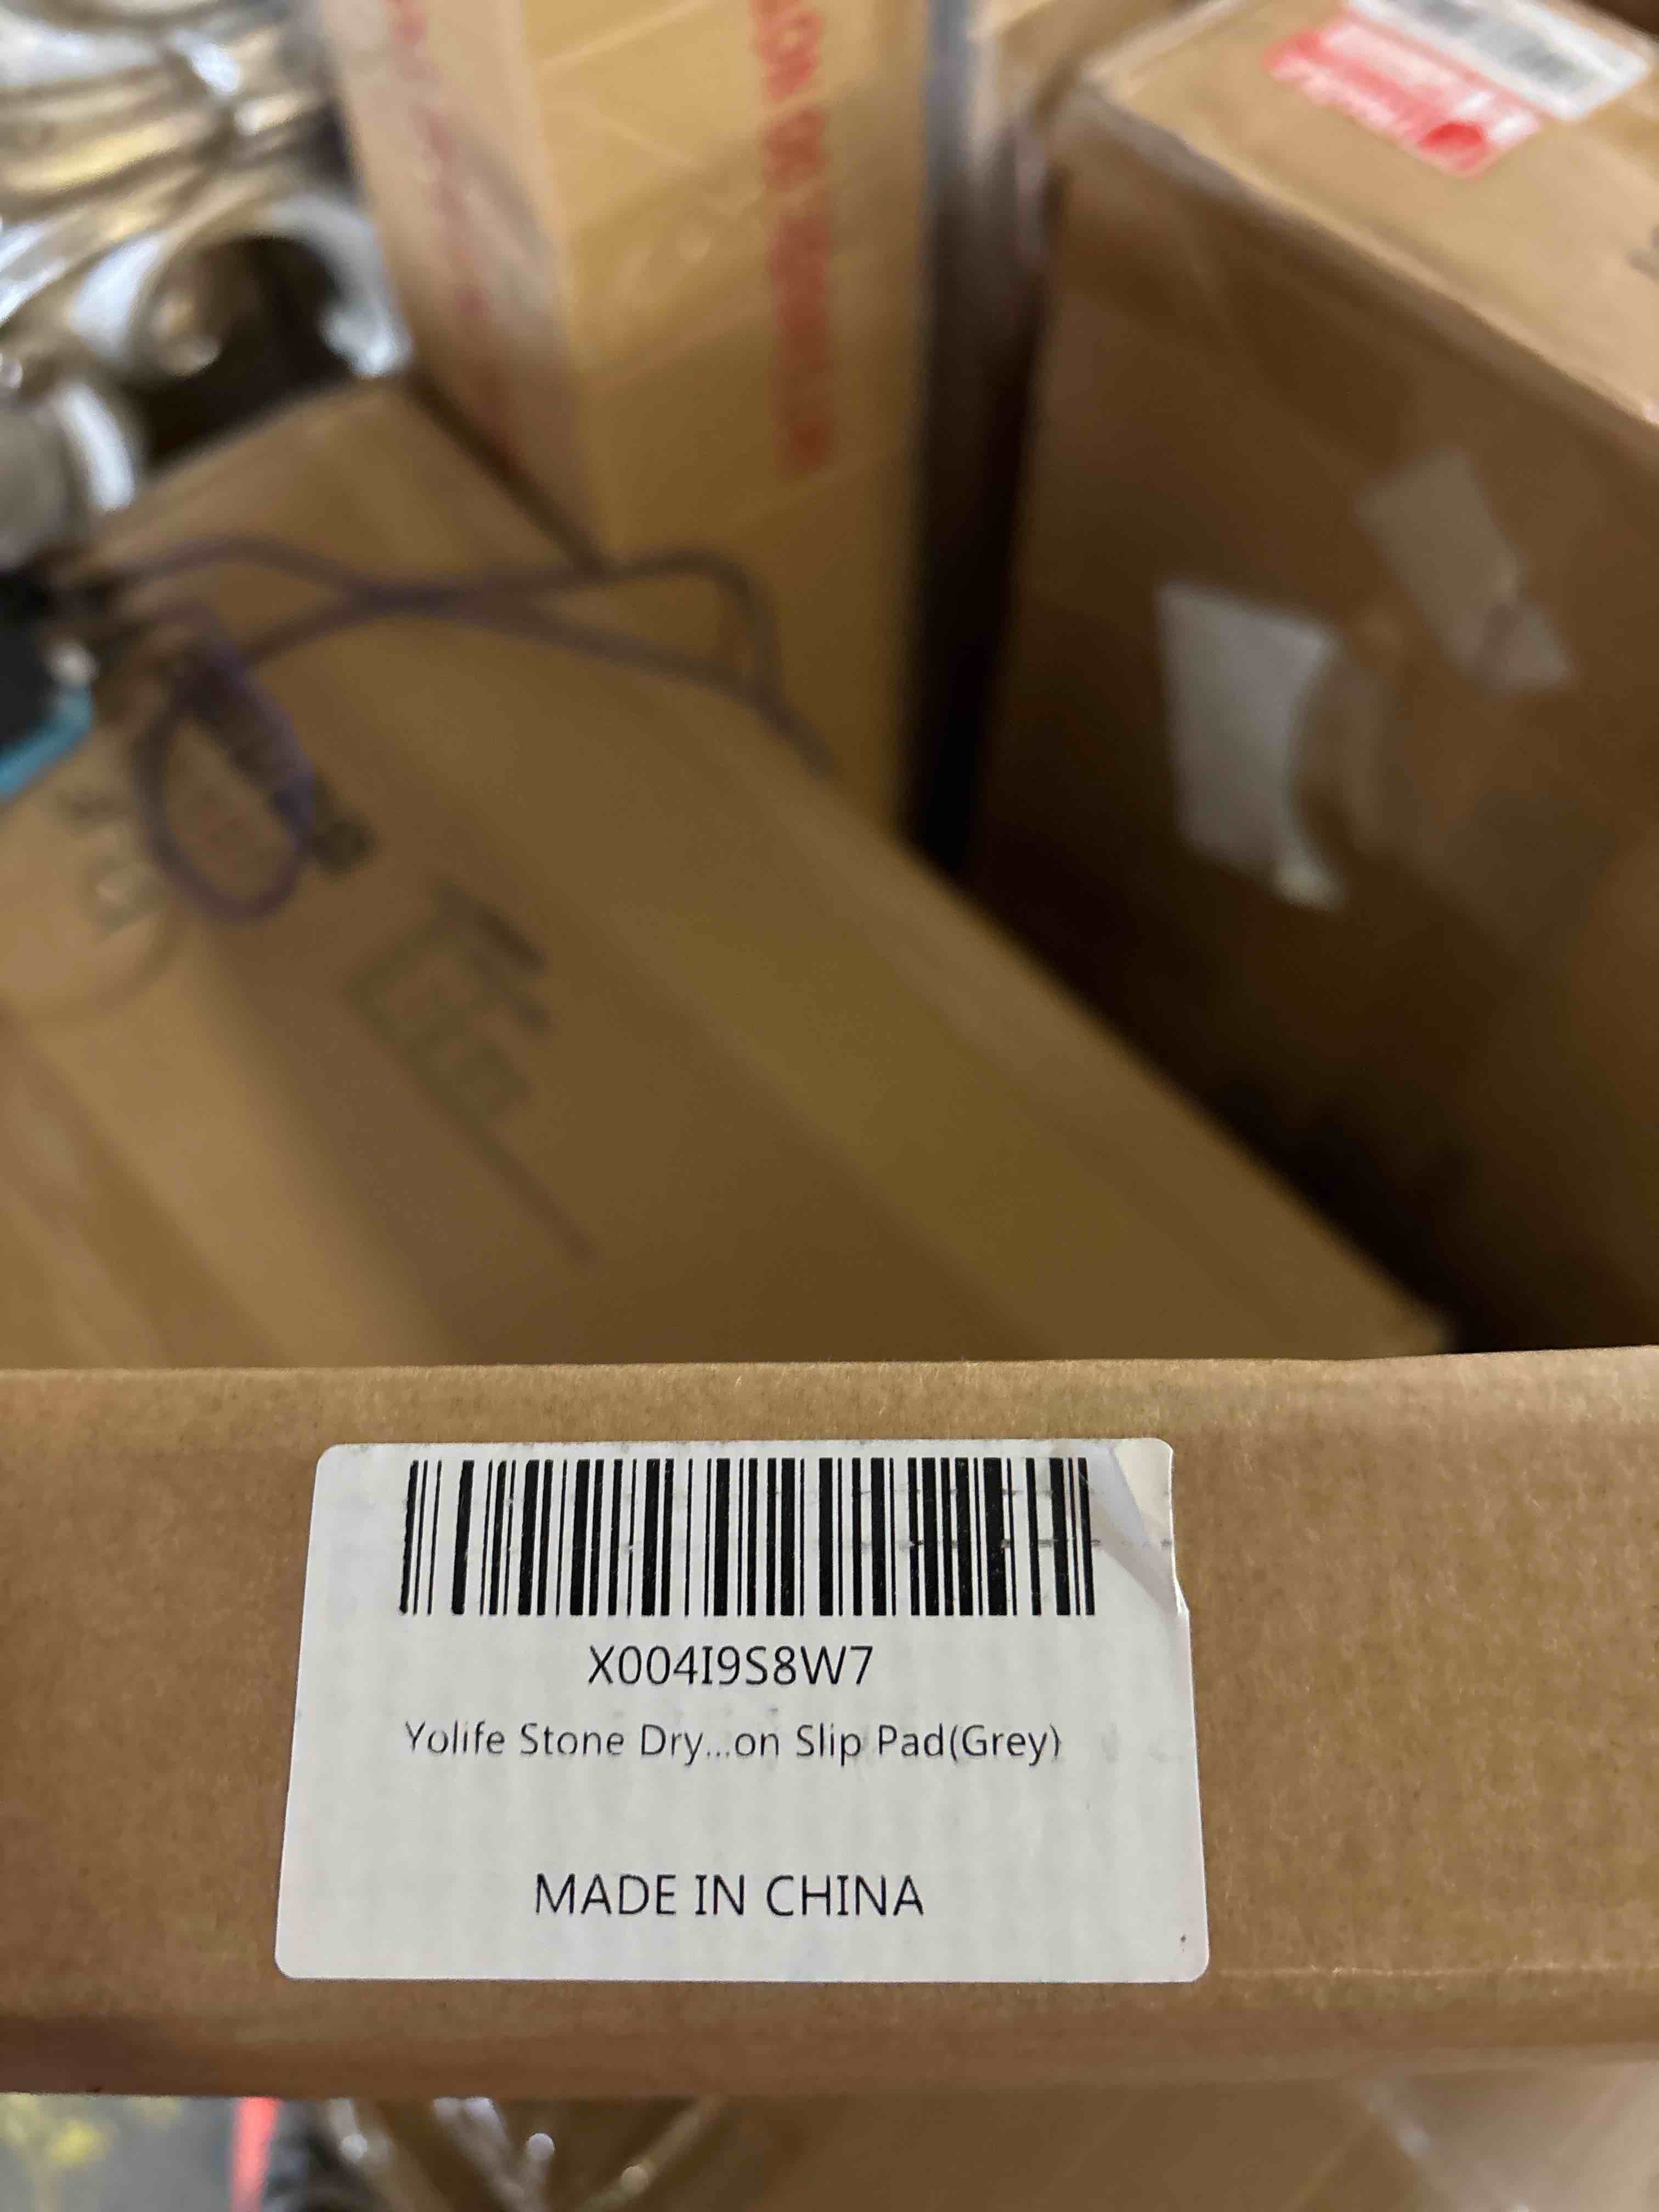 X004I9S8W7
Yolife Stone Dry...on Slip Pad(Grey)
MADE IN CHINA